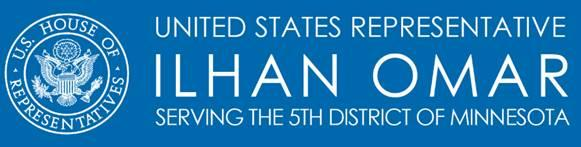 U.S. HOUSE OF REPRESENTATIVES
UNITED STATES REPRESENTATIVE
ILHAN OMAR
SERVING THE 5TH DISTRICT OF MINNESOTA